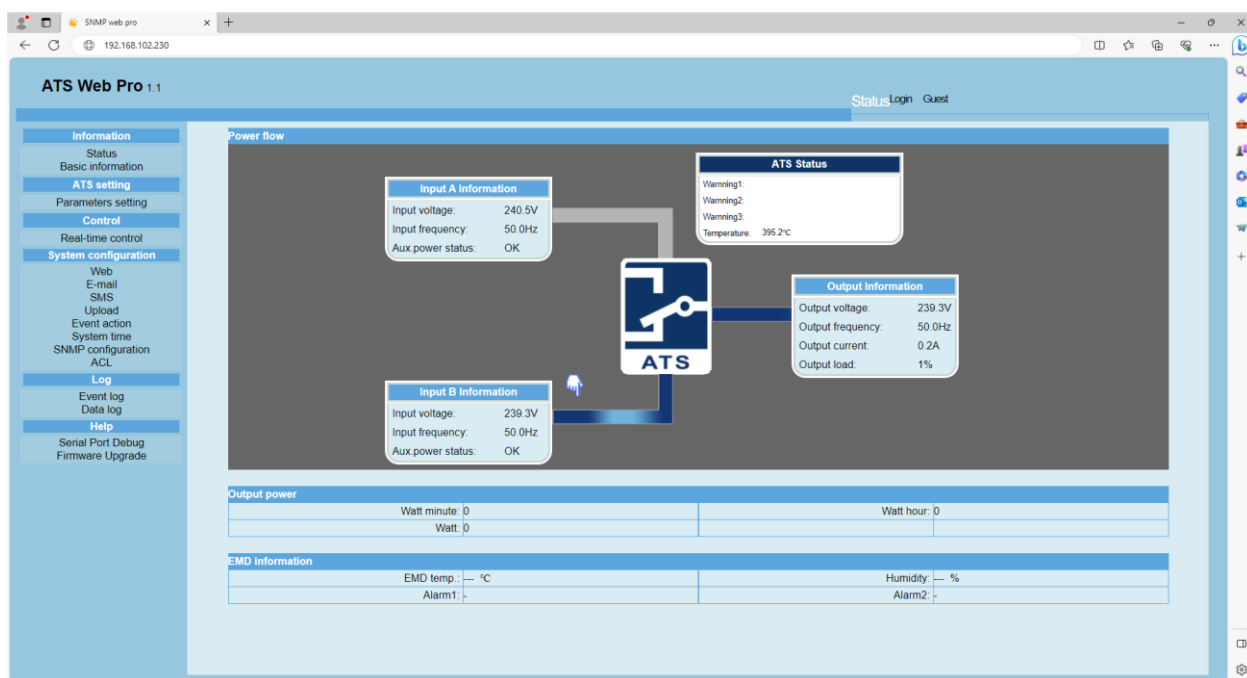 SNMP web pro
192.168.102.230
ATS Web Pro 1.1
Status Login Guest
Information
Status
Basic information
ATS setting
Parameters setting
Control
Real-time control
System configuration
Web
E-mail
SMS
Upload
Event action
System time
SNMP configuration
ACL
Log
Event log
Data log
Help
Serial Port Debug
Firmware Upgrade
Power flow
Input A Information
Input voltage: 240.5V
Input frequency: 50.0Hz
Aux.power status: OK
ATS Status
Warnning1:
Warnning2:
Warnning3:
Temperature: 395.2°C
ATS
Output Information
Output voltage: 239.3V
Output frequency: 50.0Hz
Output current: 0.2A
Output load: 1%
Input B Information
Input voltage: 239.3V
Input frequency: 50.0Hz
Aux.power status: OK
Output power
Watt minute: 0 Watt hour: 0
Watt: 0
EMD information
EMD temp.: --- °C Humidity: --- %
Alarm1: - Alarm2: -